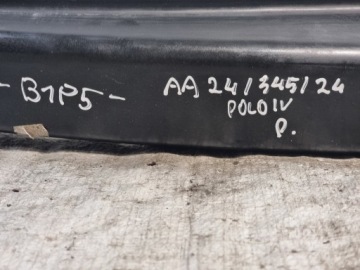 - B1P5 -
AA 24/345/24
POLO IV
P.